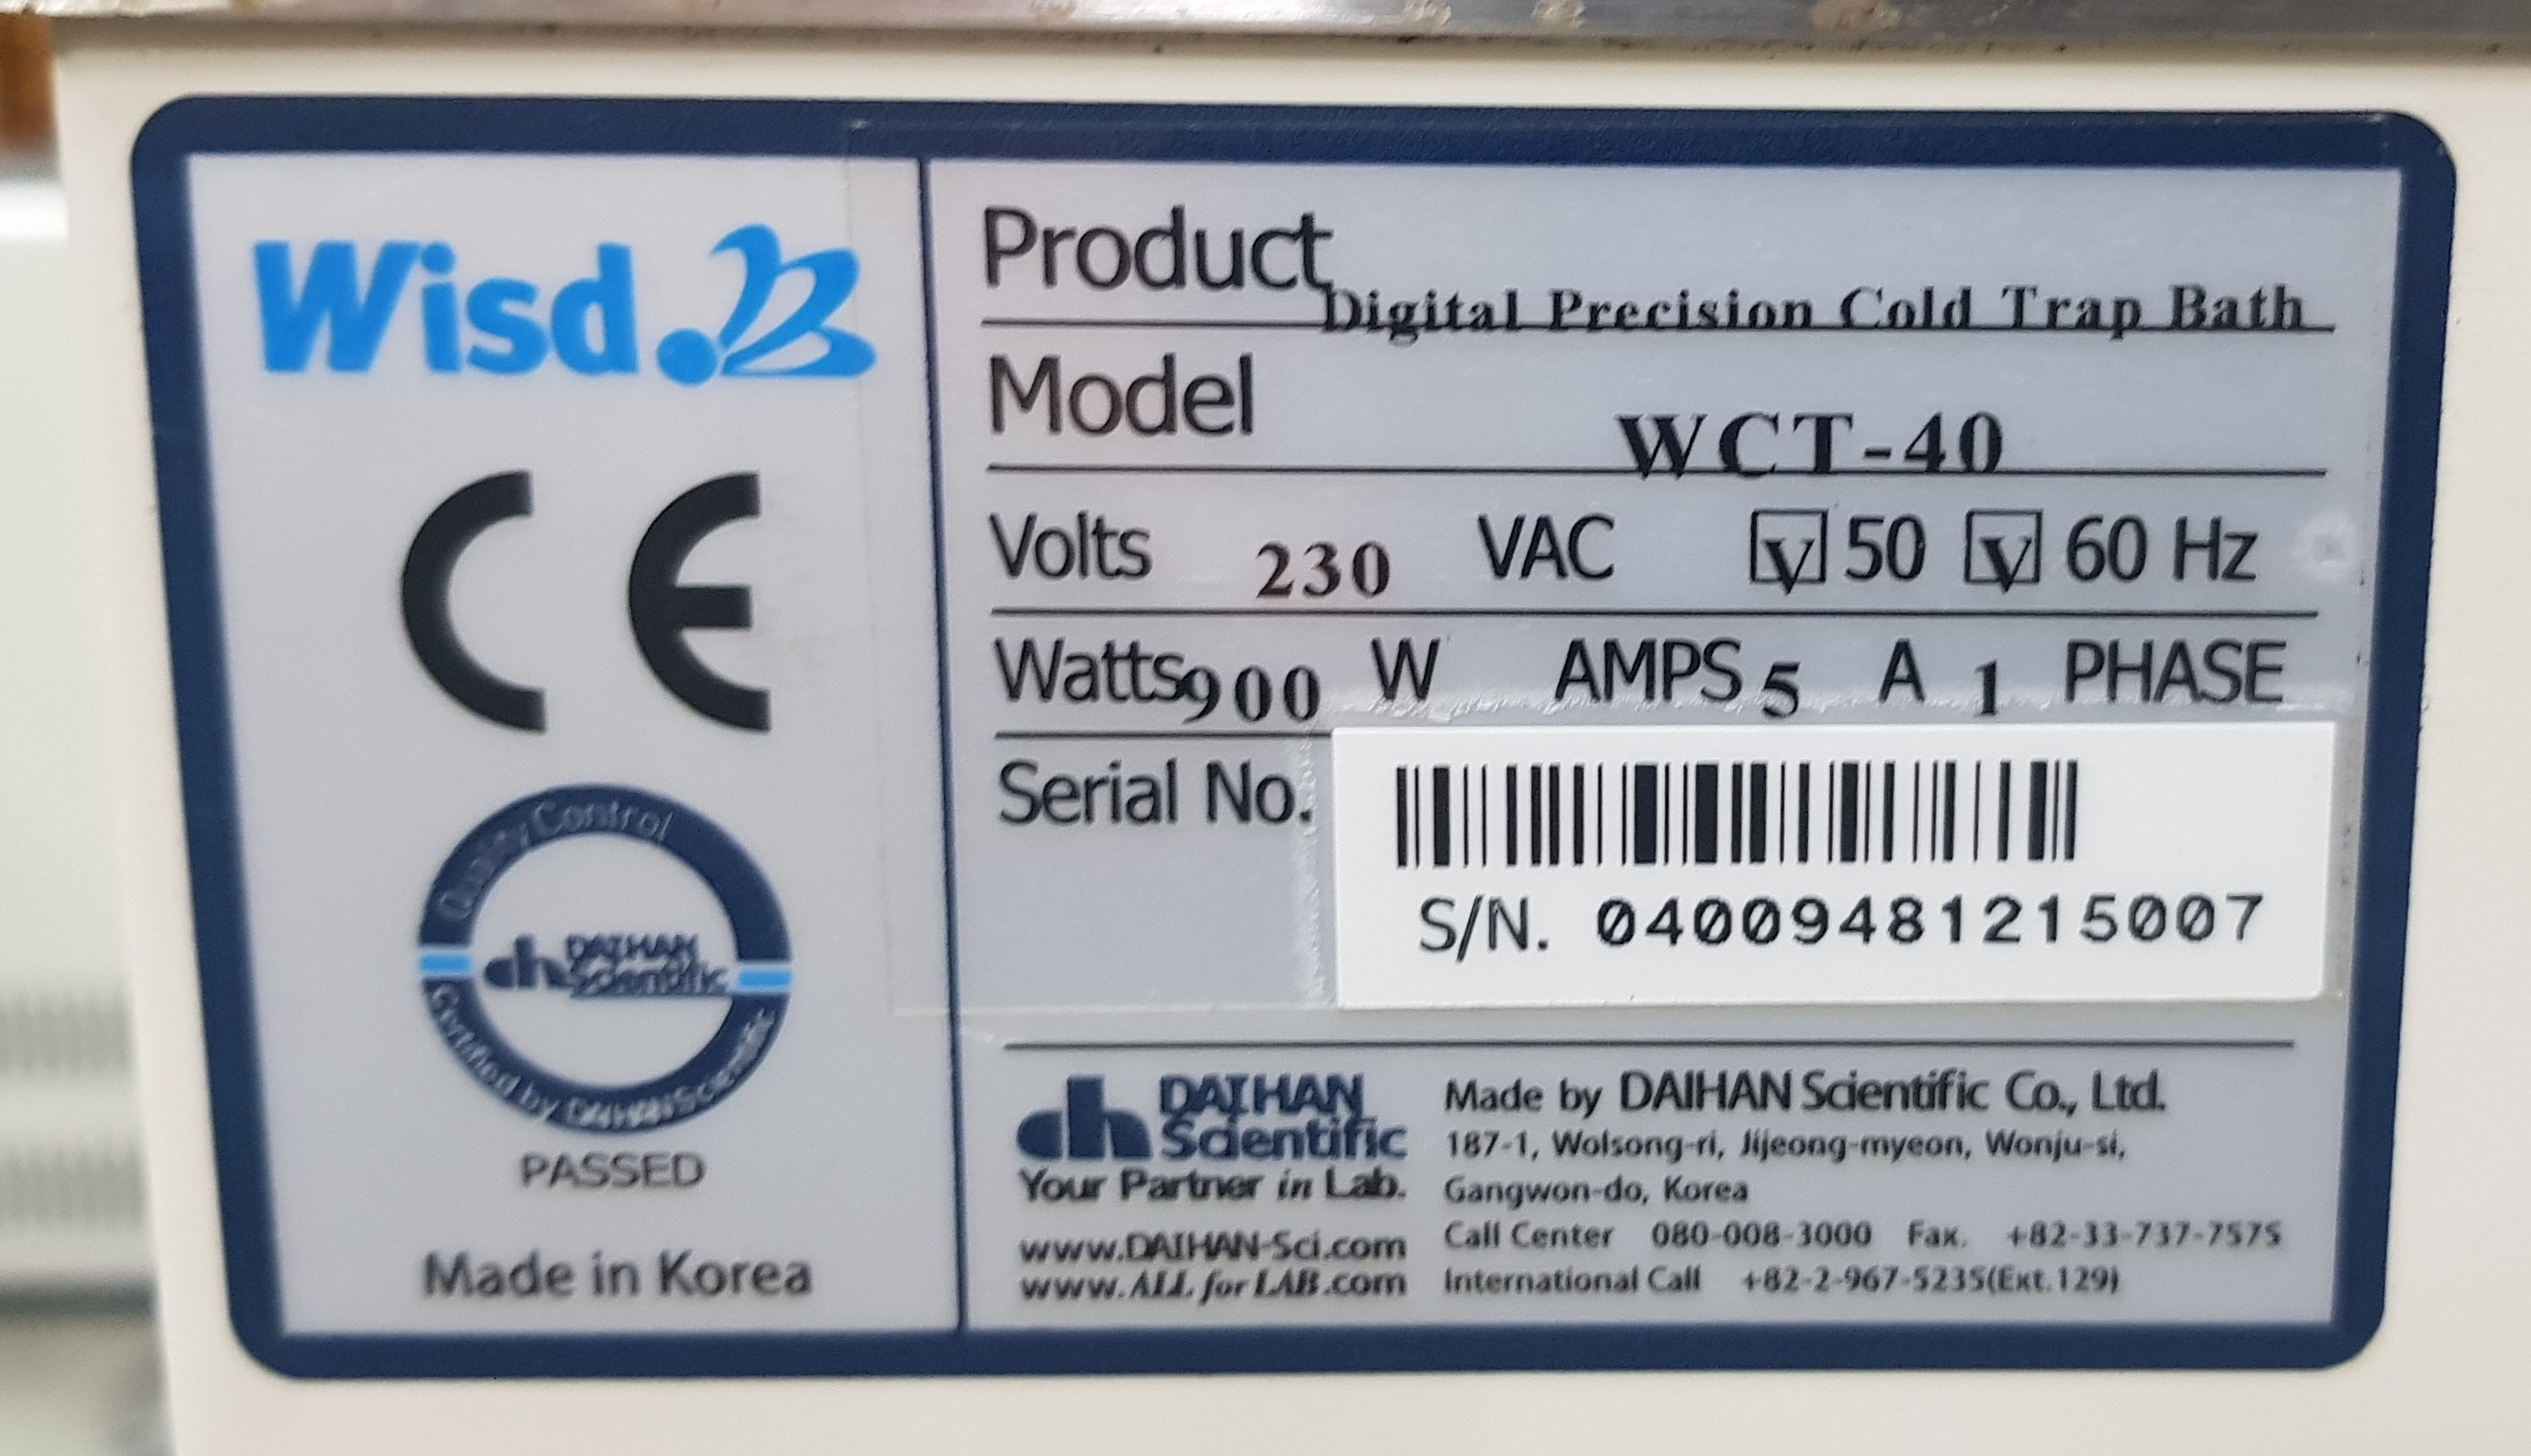 Wisd.
CE
Quality Control
DAIHAN
Scientific
Certified by DAIHAN Scientific
PASSED
Made in Korea
Product Digital Precision Cold Trap Bath
Model WCT-40
Volts 230 VAC V 50 V 60 Hz
Watts 900 W AMPS 5 A 1 PHASE
Serial No.
S/N. 04009481215007
dh DAIHAN
Scientific
Your Partner in Lab.
www.DAIHAN-Sci.com
www.ALL for LAB.com
Made by DAIHAN Scientific Co., Ltd.
187-1, Wolsong-ri, Jijeong-myeon, Wonju-si,
Gangwon-do, Korea
Call Center 080-008-3000 Fax. +82-33-737-7575
International Call +82-2-967-5235(Ext.129)